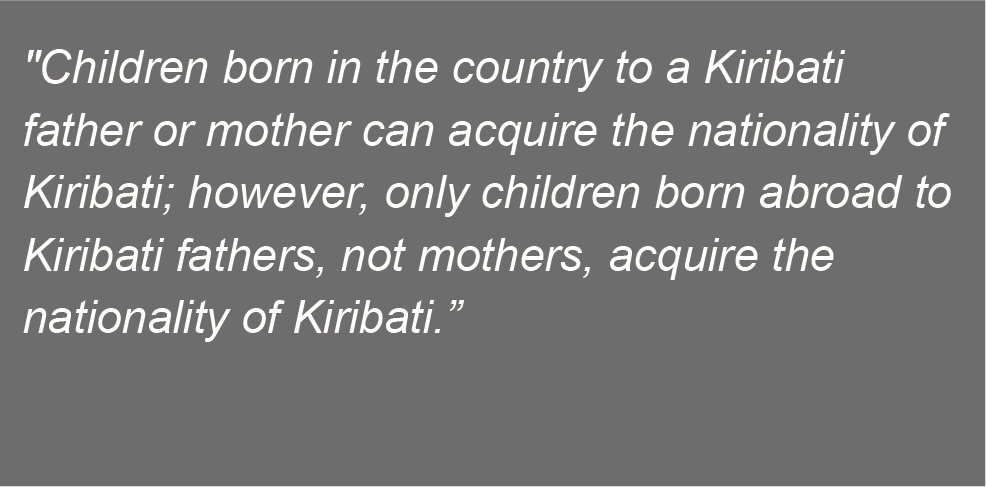 "Children born in the country to a Kiribati
father or mother can acquire the nationality of
Kiribati; however, only children born abroad to
Kiribati fathers, not mothers, acquire the
nationality of Kiribati.”